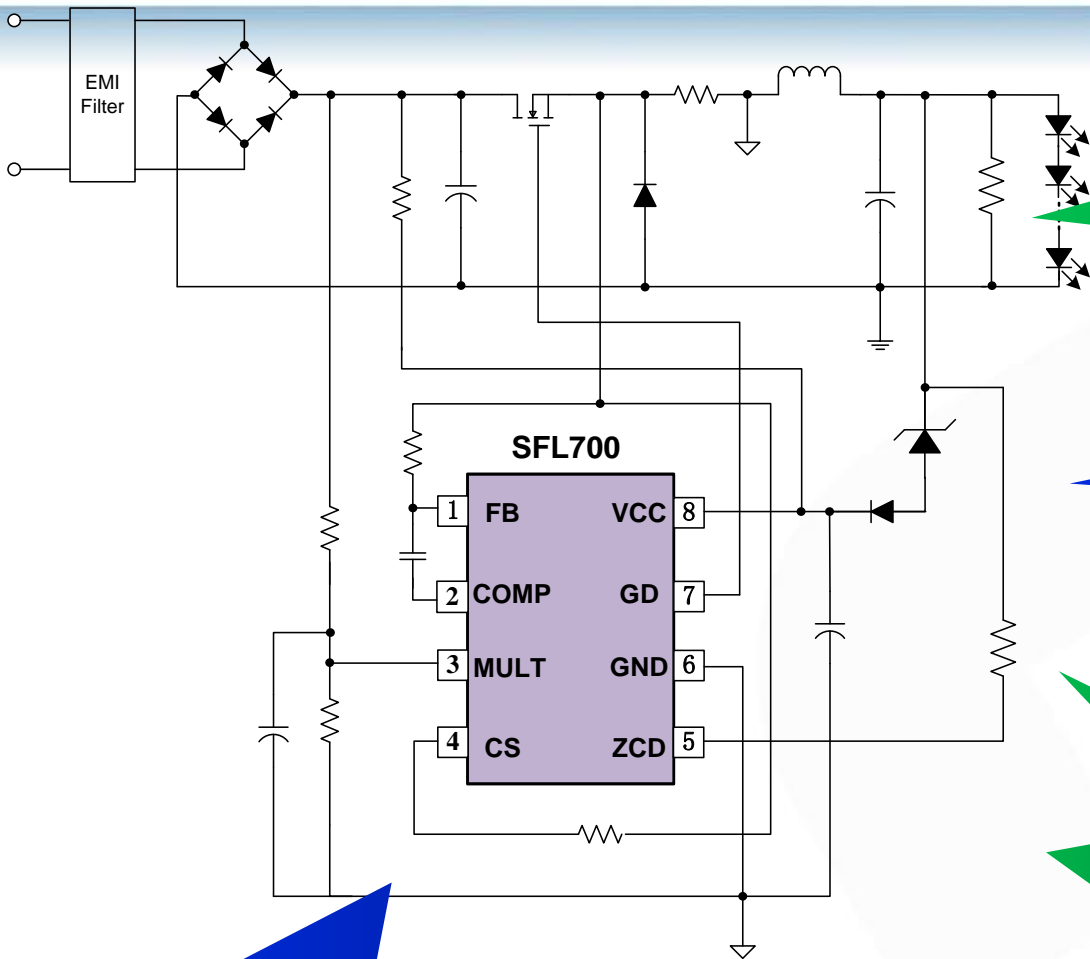 EMI
Filter
SFL700
1 FB VCC 8
2 COMP GD 7
3 MULT GND 6
4 CS ZCD 5